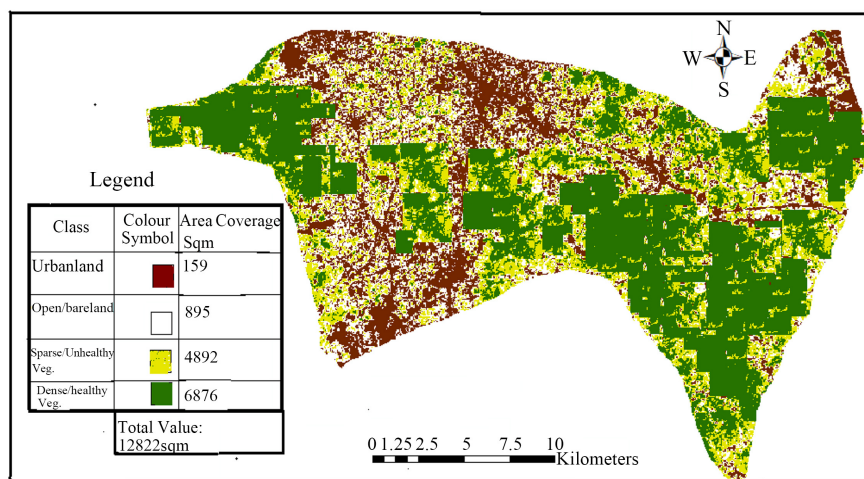 N
W E
S
Legend
Class Colour Symbol Area Coverage Sqm
Urbanland 159
Open/bareland 895
Sparse/Unhealthy Veg. 4892
Dense/healthy Veg. 6876
Total Value:
12822sqm
0 1.25 2.5 5 7.5 10
Kilometers